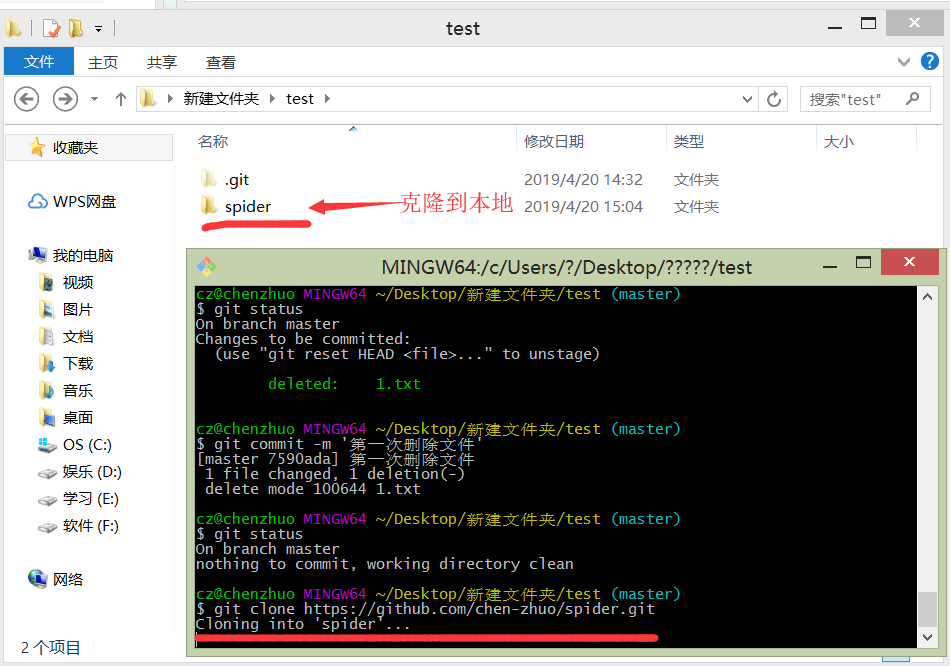 test
文件 主页 共享 查看
新建文件夹 test 搜索"test"
名称 修改日期 类型 大小
收藏夹
.git 2019/4/20 14:32 文件夹
spider 克隆到本地 2019/4/20 15:04 文件夹
WPS网盘
我的电脑
视频
图片
文档
下载
音乐
桌面
OS (C:)
娱乐 (D:)
学习 (E:)
软件 (F:)
网络
2 个项目
MINGW64:/c/Users/?/Desktop/?????/test
cz@chenzhuo MINGW64 ~/Desktop/新建文件夹/test (master)
$ git status
On branch master
Changes to be committed:
  (use "git reset HEAD <file>..." to unstage)
        deleted:    1.txt
cz@chenzhuo MINGW64 ~/Desktop/新建文件夹/test (master)
$ git commit -m '第一次删除文件'
[master 7590ada] 第一次删除文件
 1 file changed, 1 deletion(-)
 delete mode 100644 1.txt
cz@chenzhuo MINGW64 ~/Desktop/新建文件夹/test (master)
$ git status
On branch master
nothing to commit, working directory clean
cz@chenzhuo MINGW64 ~/Desktop/新建文件夹/test (master)
$ git clone https://github.com/chen-zhuo/spider.git
Cloning into 'spider'...